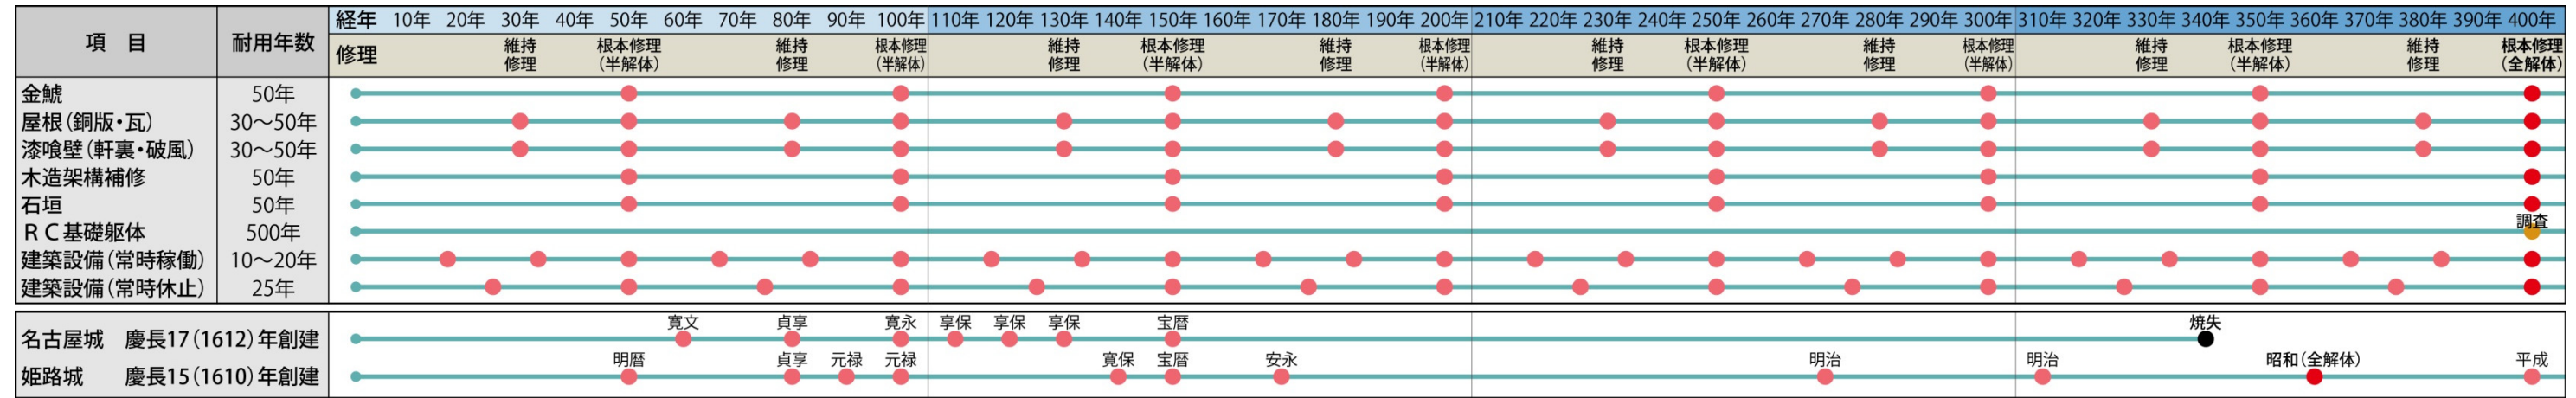 項 目 耐用年数 経年 10年 20年 30年 40年 50年 60年 70年 80年 90年 100年 110年 120年 130年 140年 150年 160年 170年 180年 190年 200年 210年 220年 230年 240年 250年 260年 270年 280年 290年 300年 310年 320年 330年 340年 350年 360年 370年 380年 390年 400年
修理 維持 根本修理 維持 根本修理 維持 根本修理 維持 根本修理 維持 根本修理 維持 根本修理 維持 根本修理 維持 根本修理
修理 (半解体) 修理 (半解体) 修理 (半解体) 修理 (半解体) 修理 (半解体) 修理 (半解体) 修理 (半解体) 修理 (全解体)
金鯱 50年
屋根(銅版・瓦) 30〜50年
漆喰壁(軒裏・破風) 30〜50年
木造架構補修 50年
石垣 50年
調査
RC基礎躯体 500年
建築設備(常時稼働) 10〜20年
建築設備(常時休止) 25年
寛文 貞享 寛永 享保 享保 享保 宝暦 焼失
名古屋城 慶長17(1612)年創建
明暦 貞享 元禄 元禄 寛保 宝暦 安永 明治 明治 昭和(全解体) 平成
姫路城 慶長15(1610)年創建